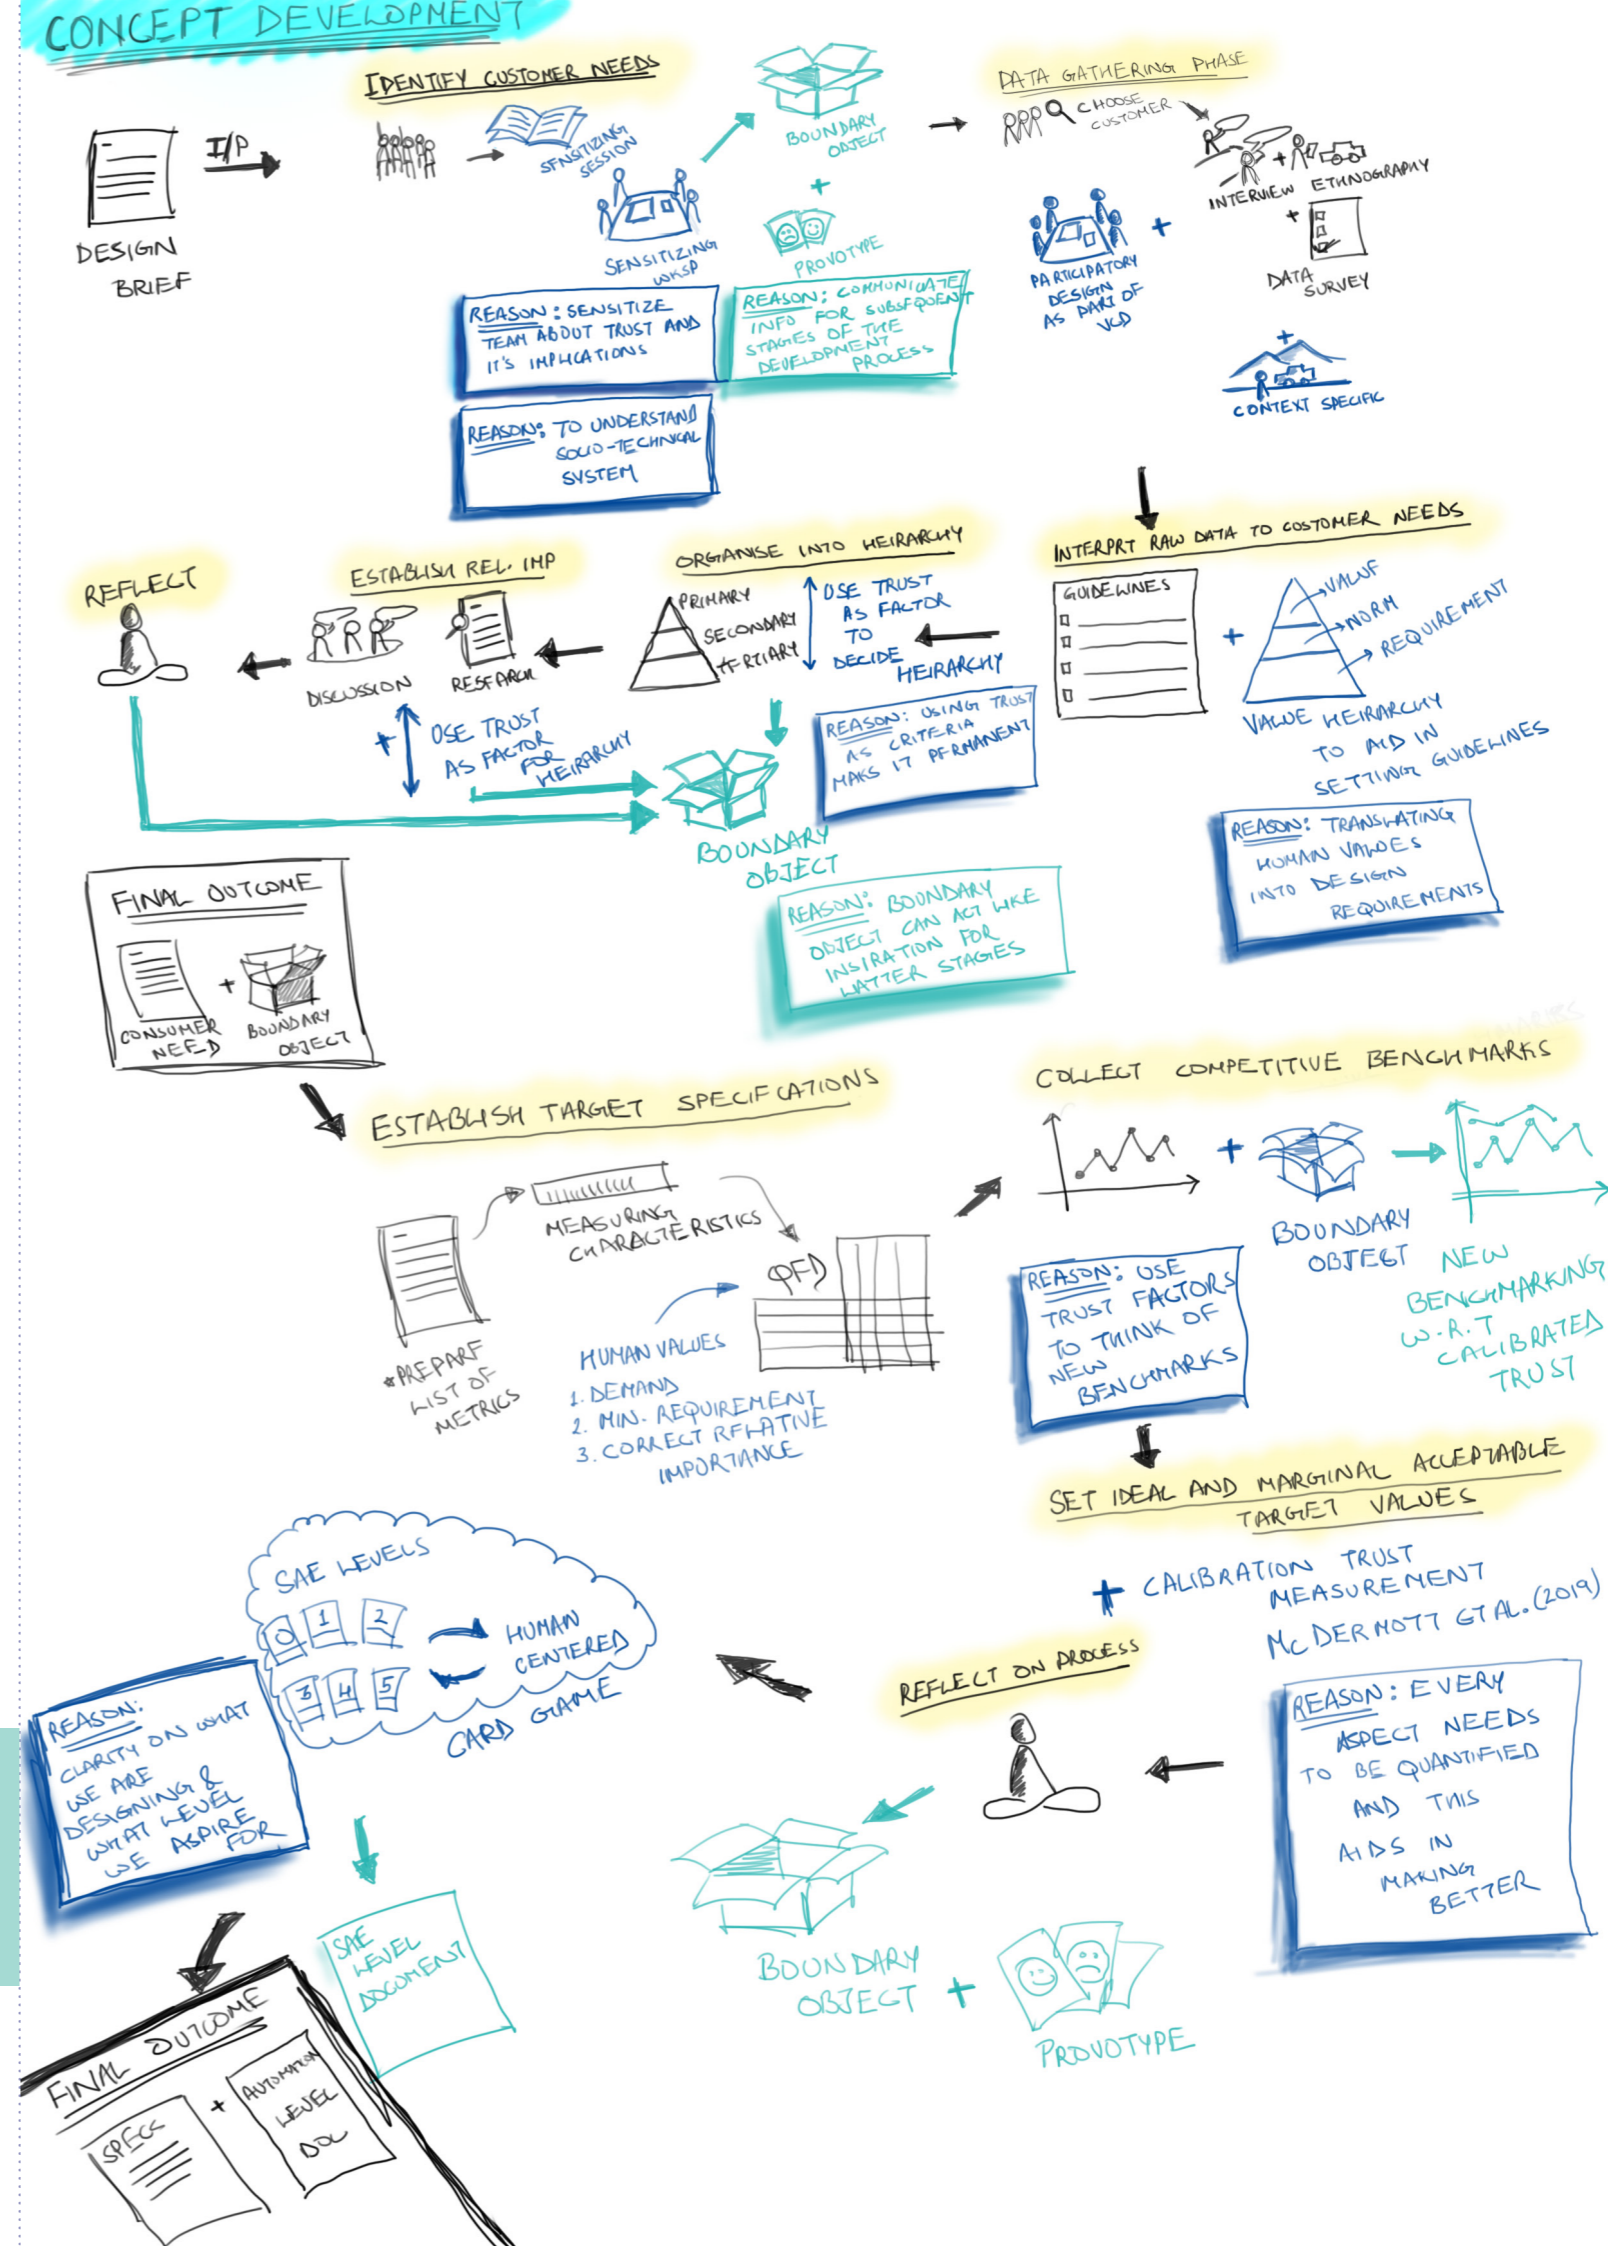 CONCEPT DEVELOPMENT
IDENTIFY CUSTOMER NEEDS
DESIGN
BRIEF
I/P
SENSITIZING
SESSION
SENSITIZING
WKSP
BOUNDARY
OBJECT
+
PROVOTYPE
REASON: SENSITIZE
TEAM ABOUT TRUST AND
IT'S IMPLICATIONS
REASON: COMMUNICATE
INFO FOR SUBSEQUENT
STAGES OF THE
DEVELOPMENT
PROCESS
REASON: TO UNDERSTAND
SOCIO-TECHNICAL
SYSTEM
DATA GATHERING PHASE
CHOOSE
CUSTOMER
+
INTERVIEW ETHNOGRAPHY
+
DATA
SURVEY
+
PARTICIPATORY
DESIGN
AS PART OF
VCD
+
CONTEXT SPECIFIC
INTERPRT RAW DATA TO COSTOMER NEEDS
GUIDELINES
+
VALUE
NORM
REQUIREMENT
VALUE HEIRARCHY
TO AID IN
SETTING GUIDELINES
REASON: TRANSLATING
HUMAN VALUES
INTO DESIGN
REQUIREMENTS
ORGANISE INTO HEIRARCHY
PRIMARY
SECONDARY
TERTIARY
USE TRUST
AS FACTOR
TO
DECIDE
HEIRARCHY
REASON: USING TRUST
AS CRITERIA
MAKS IT PERMANENT
ESTABLISH REL. IMP
DISCUSSION
RESEARCH
+
USE TRUST
AS FACTOR
FOR
HEIRARCHY
REFLECT
BOUNDARY
OBJECT
REASON: BOUNDARY
OBJECT CAN ACT LIKE
INSIRATION FOR
LATTER STAGES
FINAL OUTCOME
CONSUMER
NEED
+
BOUNDARY
OBJECT
ESTABLISH TARGET SPECIFICATIONS
*PREPARE
LIST OF
METRICS
MEASURING
CHARACTERISTICS
QFD
HUMAN VALUES
1. DEMAND
2. MIN. REQUIREMENT
3. CORRECT RELATIVE
IMPORTANCE
COLLECT COMPETITIVE BENCHMARKS
+
BOUNDARY
OBJECT
NEW
BENCHMARKING
W.R.T
CALIBRATED
TRUST
REASON: USE
TRUST FACTORS
TO THINK OF
NEW
BENCHMARKS
SET IDEAL AND MARGINAL ACCEPTABLE
TARGET VALUES
+ CALIBRATION TRUST
MEASUREMENT
McDERMOTT ET AL. (2019)
REASON: EVERY
ASPECT NEEDS
TO BE QUANTIFIED
AND THIS
AIDS IN
MAKING
BETTER
REFLECT ON PROCESS
BOUNDARY
OBJECT
+
PROVOTYPE
SAE LEVELS
0 1 2
3 4 5
HUMAN
CENTERED
CARD GAME
REASON:
CLARITY ON WHAT
WE ARE
DESIGNING &
WHAT LEVEL
WE ASPIRE
FOR
SAE
LEVEL
DOCUMENT
FINAL OUTCOME
SPECS
+
AUTOMATION
LEVEL
DOC